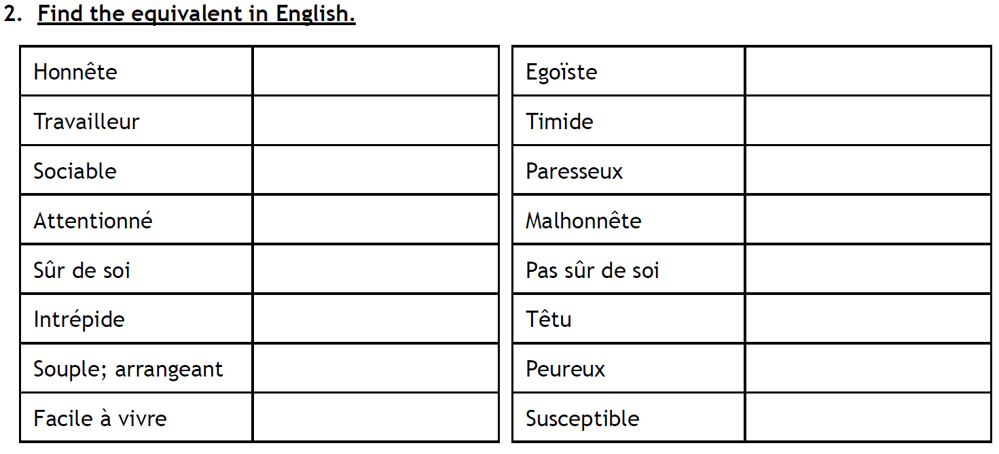 2. Find the equivalent in English.
Honnête
Egoïste
Travailleur
Timide
Sociable
Paresseux
Attentionné
Malhonnête
Sûr de soi
Pas sûr de soi
Intrépide
Têtu
Souple; arrangeant
Peureux
Facile à vivre
Susceptible